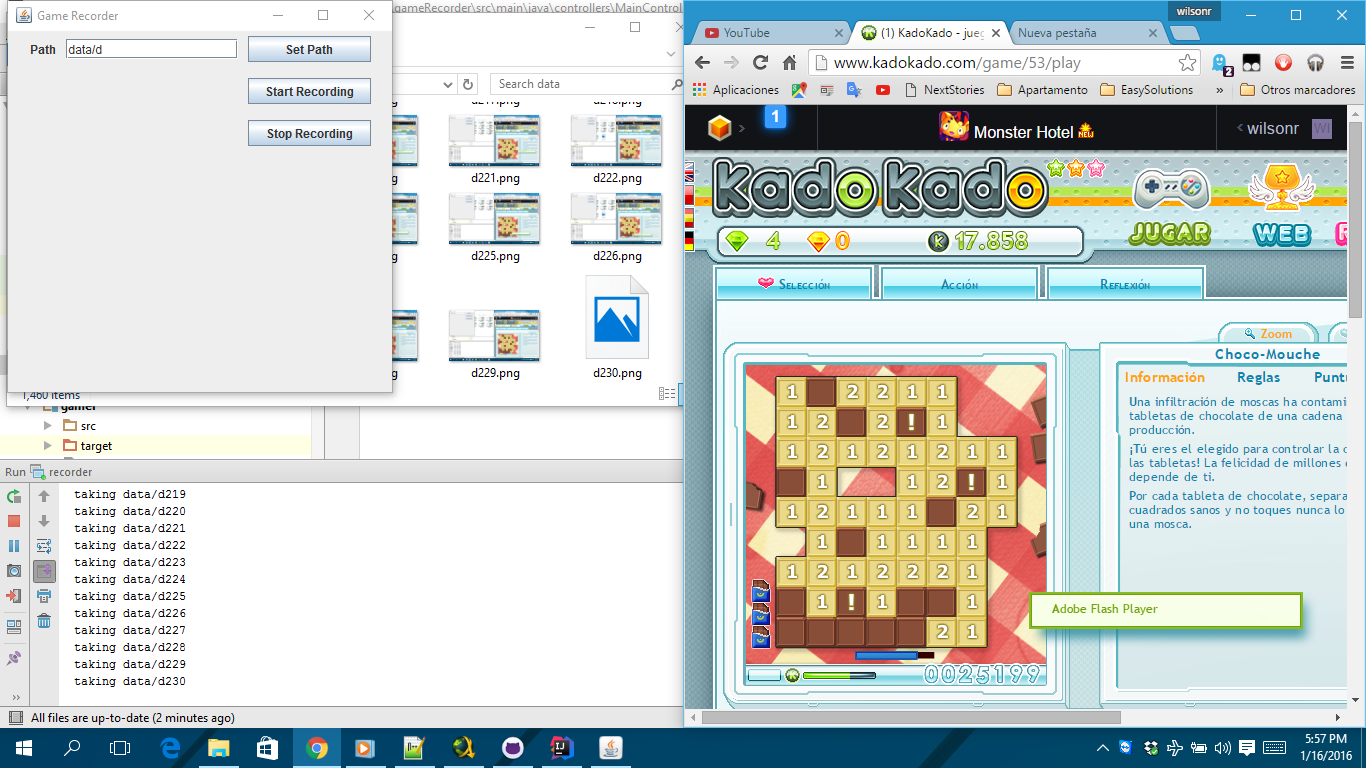 Game Recorder
Path data/d Set Path
Start Recording
Stop Recording
gameRecorder\src\main\java\controllers\MainControl
Search data
d221.png
d222.png
d225.png
d226.png
d229.png
d230.png
1,460 items
gamer
src
target
Run recorder
taking data/d219
taking data/d220
taking data/d221
taking data/d222
taking data/d223
taking data/d224
taking data/d225
taking data/d226
taking data/d227
taking data/d228
taking data/d229
taking data/d230
All files are up-to-date (2 minutes ago)
wilsonr
YouTube
(1) KadoKado - jueg
Nueva pestaña
www.kadokado.com/game/53/play
2
Aplicaciones
NextStories
Apartamento
EasySolutions
»
Otros marcadores
1
Monster Hotel NEW
wilsonr
WI
kadokado
4
0
K 17.858
JUGAR
WEB
Selección
Acción
Reflexión
Zoom
Choco-Mouche
Información
Reglas
Puntu
Una infiltración de moscas ha contami
tabletas de chocolate de una cadena
producción.
¡Tú eres el elegido para controlar la c
las tabletas! La felicidad de millones
depende de ti.
Por cada tableta de chocolate, separa
cuadrados sanos y no toques nunca lo
una mosca.
1 2 2 1 1
1 2 2 ! 1
1 2 1 2 1 2 1 1
1 1 2 ! 1
1 2 1 1 1 2 1
1 1 1 1 1
1 2 1 2 2 2 1
1 ! 1 1
2 1
0025199
Adobe Flash Player
5:57 PM
1/16/2016